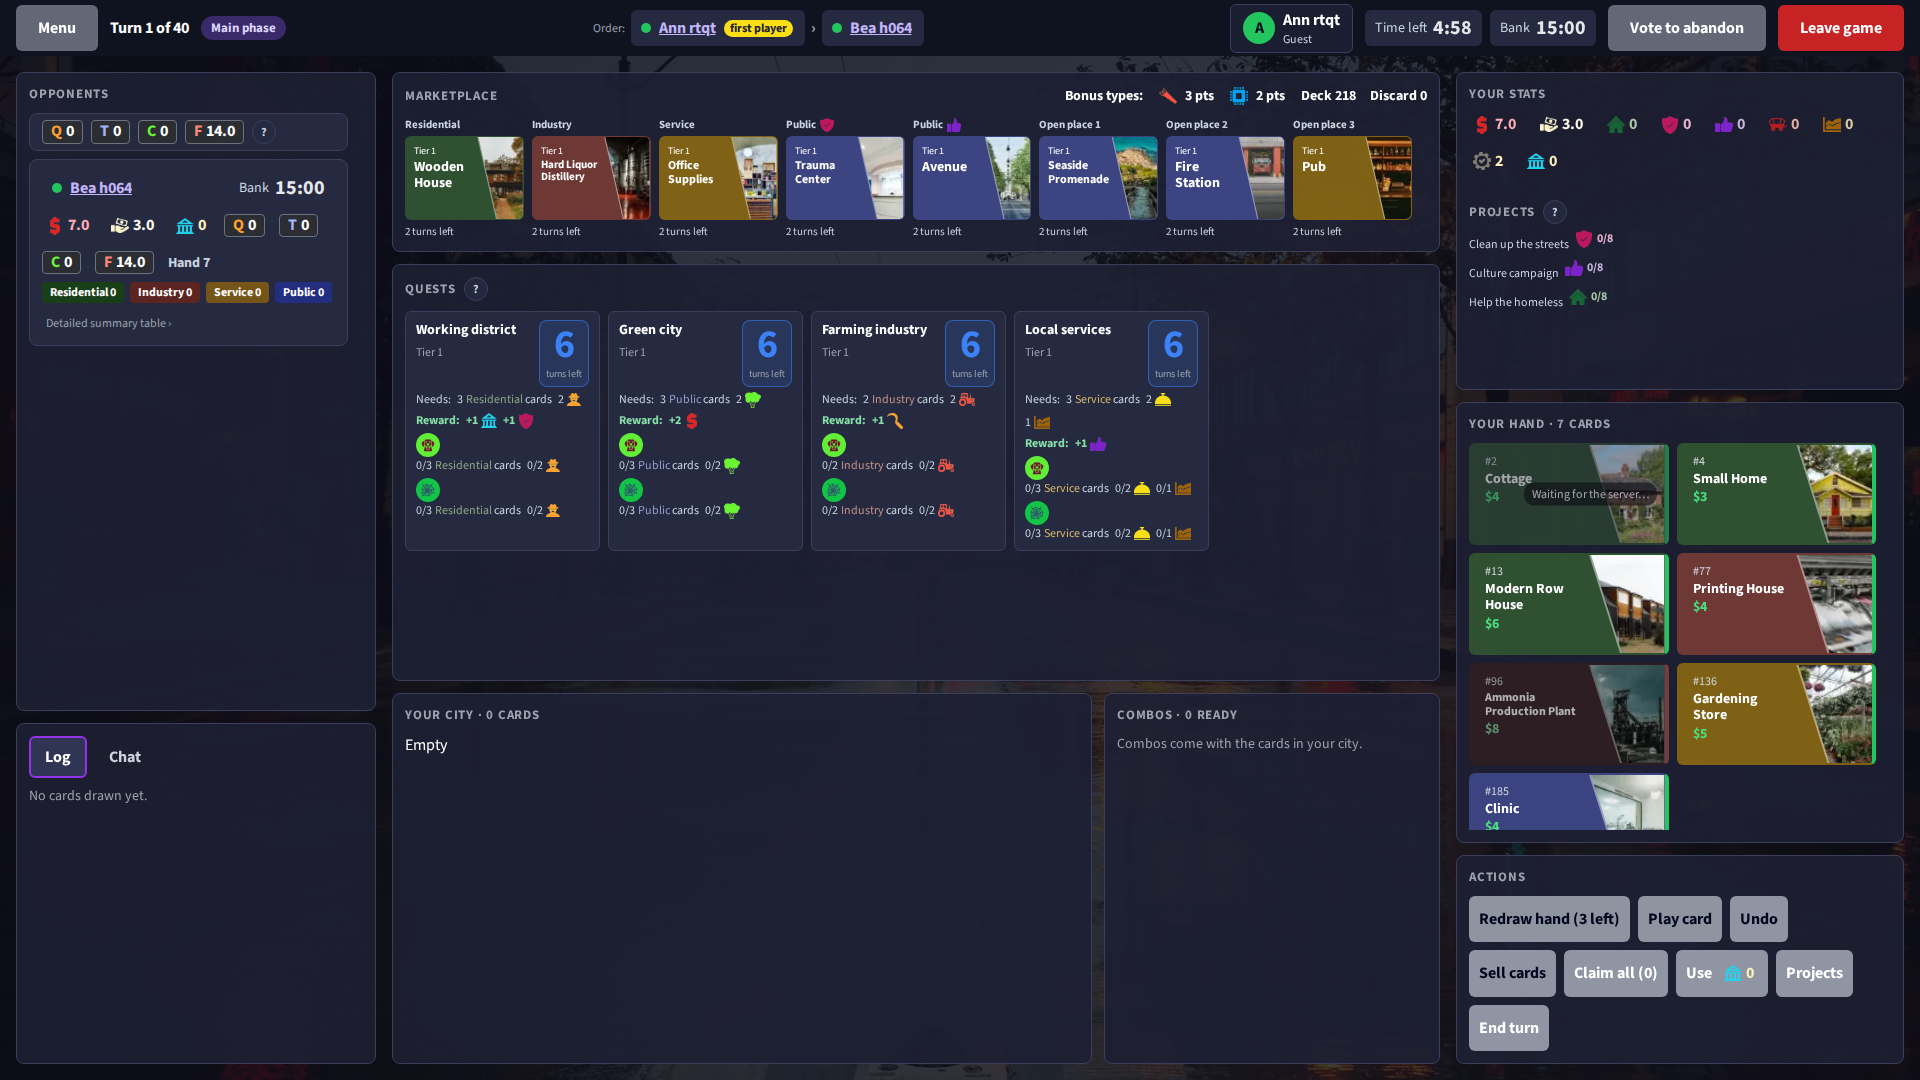 Menu
Turn 1 of 40
Main phase
Order:
Ann rtqt
first player
›
Bea h064
A
Ann rtqt
Guest
Time left 4:58
Bank 15:00
Vote to abandon
Leave game
OPPONENTS
Q 0
T 0
C 0
F 14.0
?
Bea h064
Bank 15:00
7.0
3.0
0
Q 0
T 0
C 0
F 14.0
Hand 7
Residential 0
Industry 0
Service 0
Public 0
Detailed summary table ›
Log
Chat
No cards drawn yet.
MARKETPLACE
Bonus types:
3 pts
2 pts
Deck 218
Discard 0
Residential
Tier 1
Wooden
House
2 turns left
Industry
Tier 1
Hard Liquor
Distillery
2 turns left
Service
Tier 1
Office
Supplies
2 turns left
Public
Tier 1
Trauma
Center
2 turns left
Public
Tier 1
Avenue
2 turns left
Open place 1
Tier 1
Seaside
Promenade
2 turns left
Open place 2
Tier 1
Fire
Station
2 turns left
Open place 3
Tier 1
Pub
2 turns left
QUESTS
?
Working district
Tier 1
6
turns left
Needs: 3 Residential cards 2
Reward: +1 +1
0/3 Residential cards 0/2
0/3 Residential cards 0/2
Green city
Tier 1
6
turns left
Needs: 3 Public cards 2
Reward: +2
0/3 Public cards 0/2
0/3 Public cards 0/2
Farming industry
Tier 1
6
turns left
Needs: 2 Industry cards 2
Reward: +1
0/2 Industry cards 0/2
0/2 Industry cards 0/2
Local services
Tier 1
6
turns left
Needs: 3 Service cards 2
1
Reward: +1
0/3 Service cards 0/2 0/1
0/3 Service cards 0/2 0/1
YOUR CITY · 0 CARDS
Empty
COMBOS · 0 READY
Combos come with the cards in your city.
YOUR STATS
7.0
3.0
0
0
0
0
0
2
0
PROJECTS
?
Clean up the streets 0/8
Culture campaign 0/8
Help the homeless 0/8
YOUR HAND · 7 CARDS
#2
Cottage
$4
Waiting for the server...
#4
Small Home
$3
#13
Modern Row
House
$6
#77
Printing House
$4
#96
Ammonia
Production Plant
$8
#136
Gardening
Store
$5
#185
Clinic
$4
ACTIONS
Redraw hand (3 left)
Play card
Undo
Sell cards
Claim all (0)
Use 0
Projects
End turn